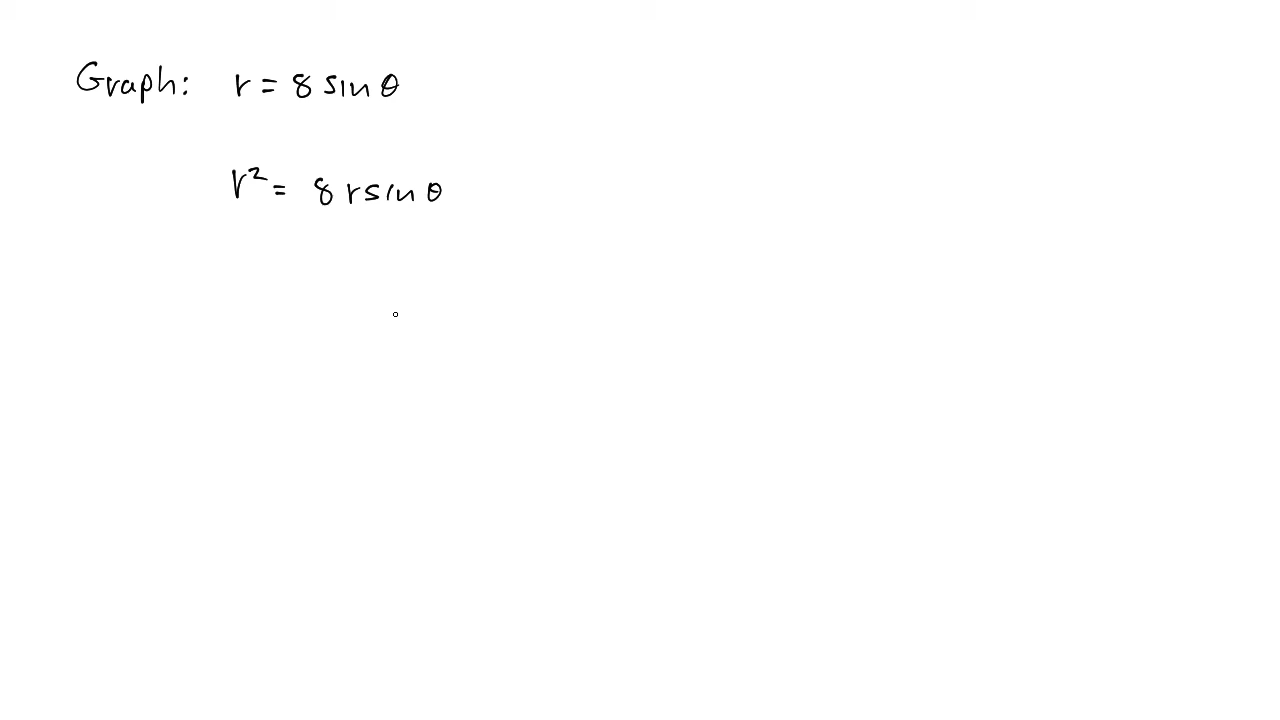 Graph: r = 8 sin θ
r² = 8 r sin θ